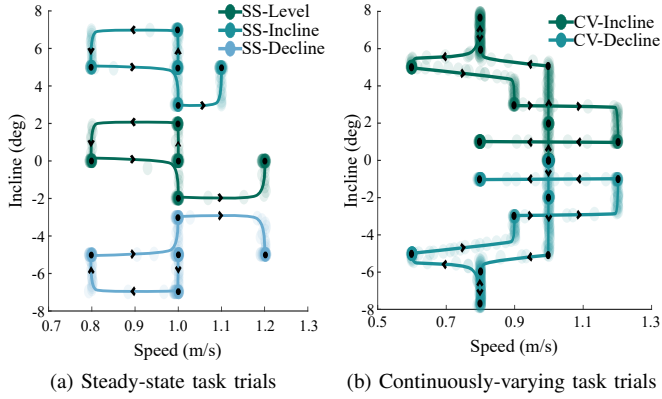 8
6
4
2
0
-2
-4
-6
-8
0.7
0.8
0.9
1.0
1.1
1.2
1.3
Incline (deg)
Speed (m/s)
SS-Level
SS-Incline
SS-Decline
(a) Steady-state task trials
8
6
4
2
0
-2
-4
-6
8
0.5
0.7
0.9
1.1
1.3
Incline (deg)
Speed (m/s)
CV-Incline
CV-Decline
(b) Continuously-varying task trials